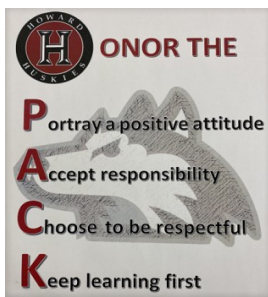 HOWARD
H ONOR THE
HUSKIES
Portray a positive attitude
Accept responsibility
Choose to be respectful
Keep learning first